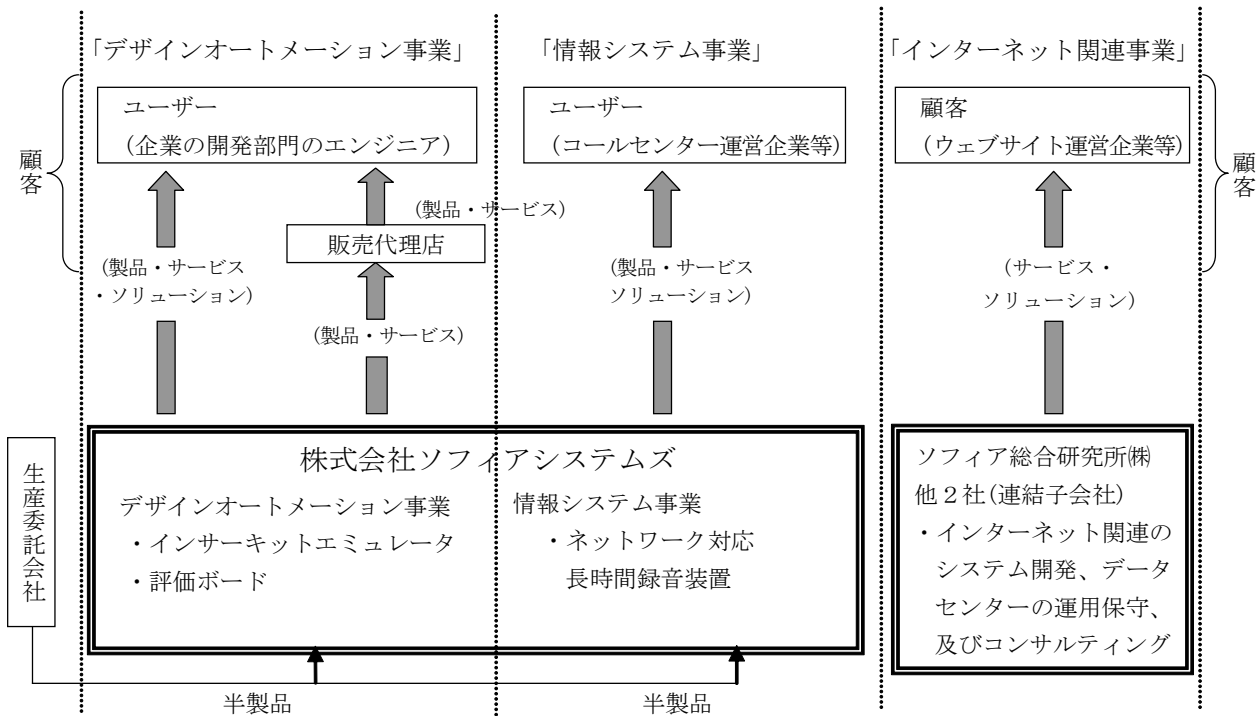 「デザインオートメーション事業」
「情報システム事業」
「インターネット関連事業」
顧客
ユーザー
(企業の開発部門のエンジニア)
ユーザー
(コールセンター運営企業等)
顧客
(ウェブサイト運営企業等)
顧客
(製品・サービス)
販売代理店
(製品・サービス
・ソリューション)
(製品・サービス)
(製品・サービス
ソリューション)
(サービス・
ソリューション)
生産委託会社
株式会社ソフィアシステムズ
デザインオートメーション事業
・インサーキットエミュレータ
・評価ボード
情報システム事業
・ネットワーク対応
長時間録音装置
ソフィア総合研究所㈱
他２社(連結子会社)
・インターネット関連の
システム開発、データ
センターの運用保守、
及びコンサルティング
半製品
半製品